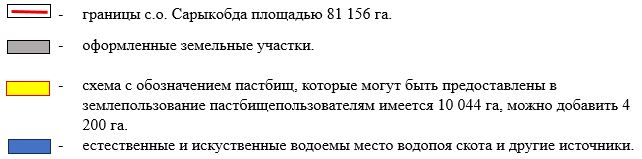 - границы с.о. Сарыкобда площадью 81 156 га.
- оформленные земельные участки.
- схема с обозначением пастбищ, которые могут быть предоставлены в
землепользование пастбищепользователям имеется 10 044 га, можно добавить 4
200 га.
- естественные и искуственные водоемы место водопоя скота и другие источники.